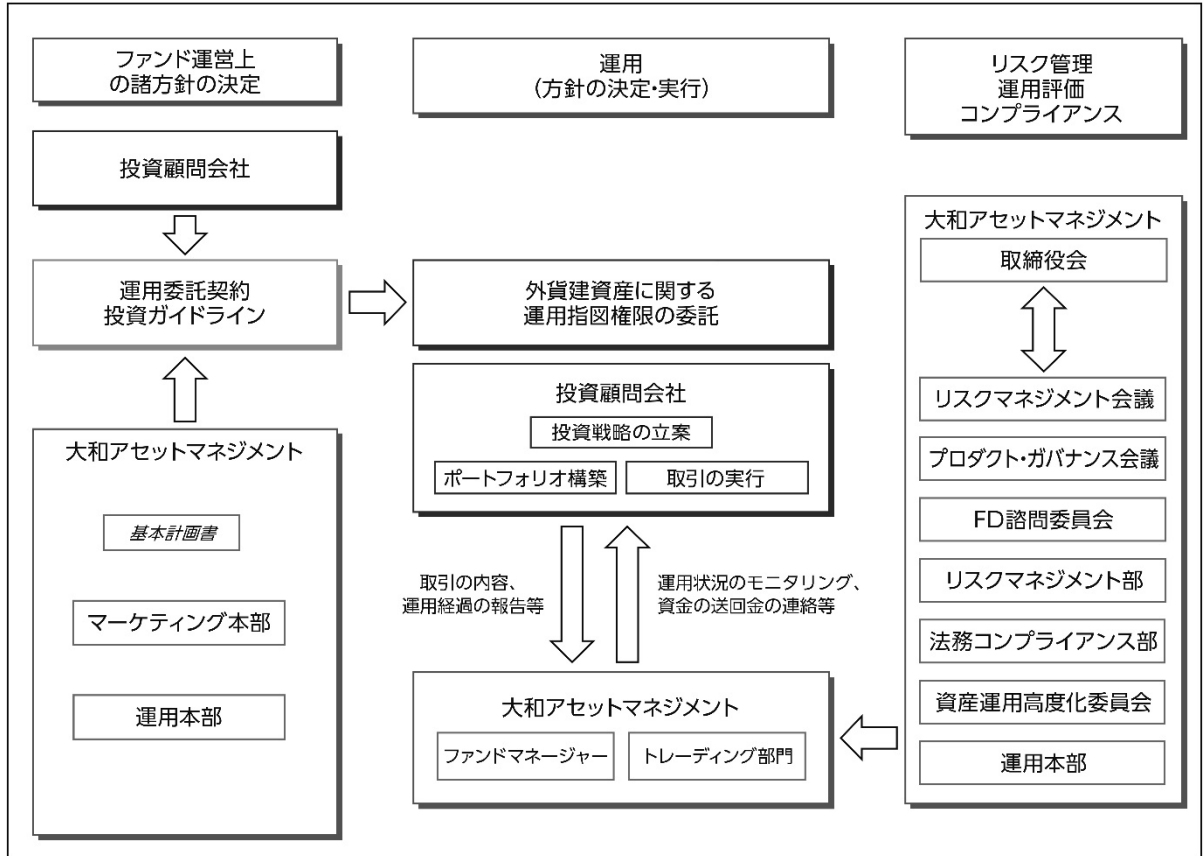 ファンド運営上
の諸方針の決定
運用
(方針の決定・実行)
リスク管理
運用評価
コンプライアンス
投資顧問会社
運用委託契約
投資ガイドライン
外貨建資産に関する
運用指図権限の委託
大和アセットマネジメント
基本計画書
マーケティング本部
運用本部
投資顧問会社
投資戦略の立案
ポートフォリオ構築
取引の実行
取引の内容、
運用経過の報告等
運用状況のモニタリング、
資金の送回金の連絡等
大和アセットマネジメント
ファンドマネージャー
トレーディング部門
大和アセットマネジメント
取締役会
リスクマネジメント会議
プロダクト・ガバナンス会議
FD諮問委員会
リスクマネジメント部
法務コンプライアンス部
資産運用高度化委員会
運用本部